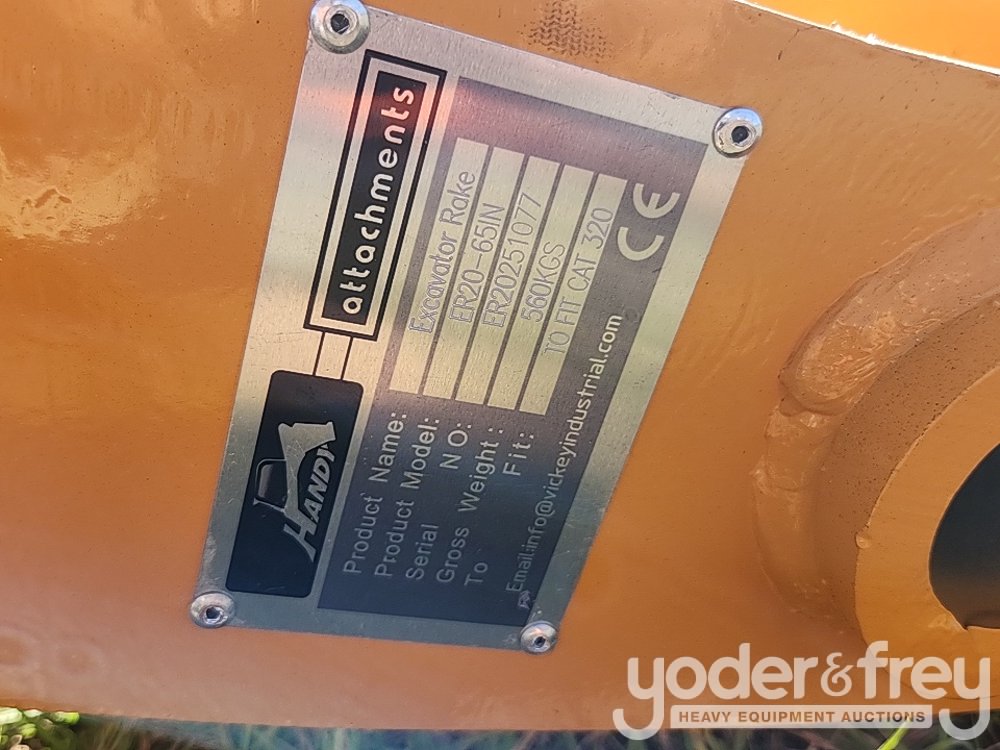 HANDY
attachments
Product Name: Excavator Rake
Product Model: ER20-65IN
Serial NO: ER20251077
Gross Weight: 560KGS
To Fit: TO FIT CAT 320
Email:info@vickeyindustrial.com
CE
yoder&frey
HEAVY EQUIPMENT AUCTIONS